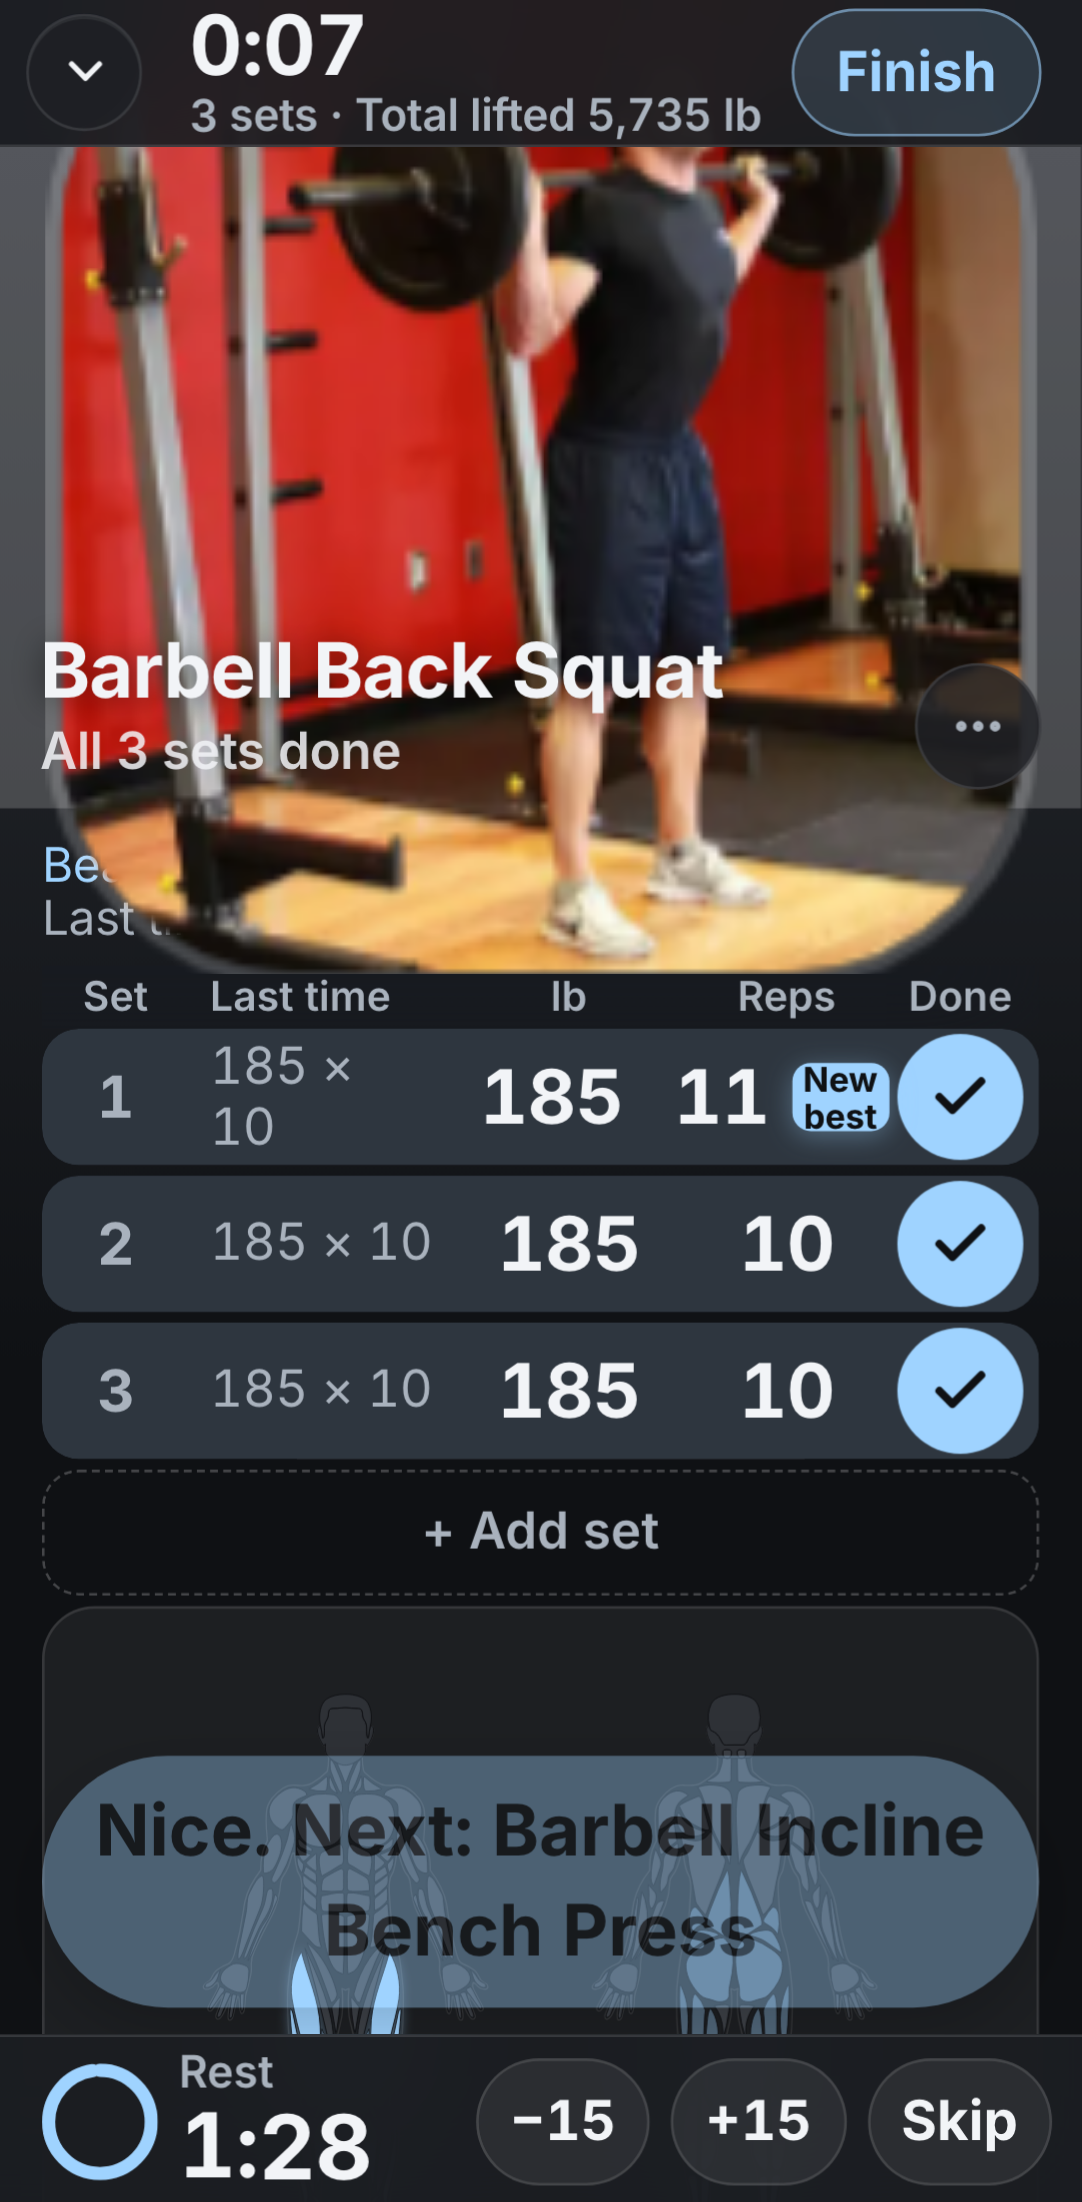 0:07
3 sets · Total lifted 5,735 lb
Finish
Barbell Back Squat
All 3 sets done
Last
Set Last time lb Reps Done
1 185 × 10 185 11 New best
2 185 × 10 185 10
3 185 × 10 185 10
+ Add set
Nice. Next: Barbell Incline
Bench Press
Rest
1:28
−15 +15 Skip